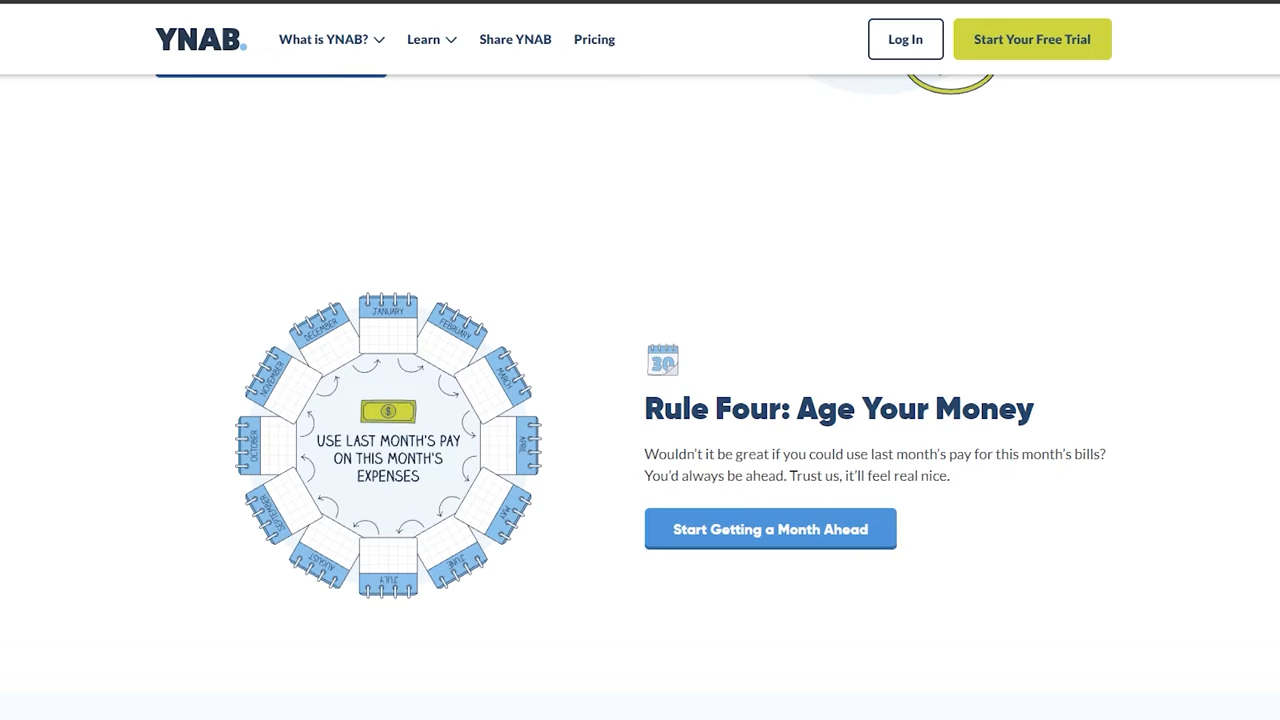 YNAB.
What is YNAB?
Learn
Share YNAB
Pricing
Log In
Start Your Free Trial
JANUARY
FEBRUARY
MARCH
APRIL
MAY
JUNE
JULY
AUGUST
SEPTEMBER
OCTOBER
NOVEMBER
DECEMBER
$
USE LAST MONTH'S PAY
ON THIS MONTH'S
EXPENSES
30
Rule Four: Age Your Money
Wouldn't it be great if you could use last month's pay for this month's bills?
You'd always be ahead. Trust us, it'll feel real nice.
Start Getting a Month Ahead